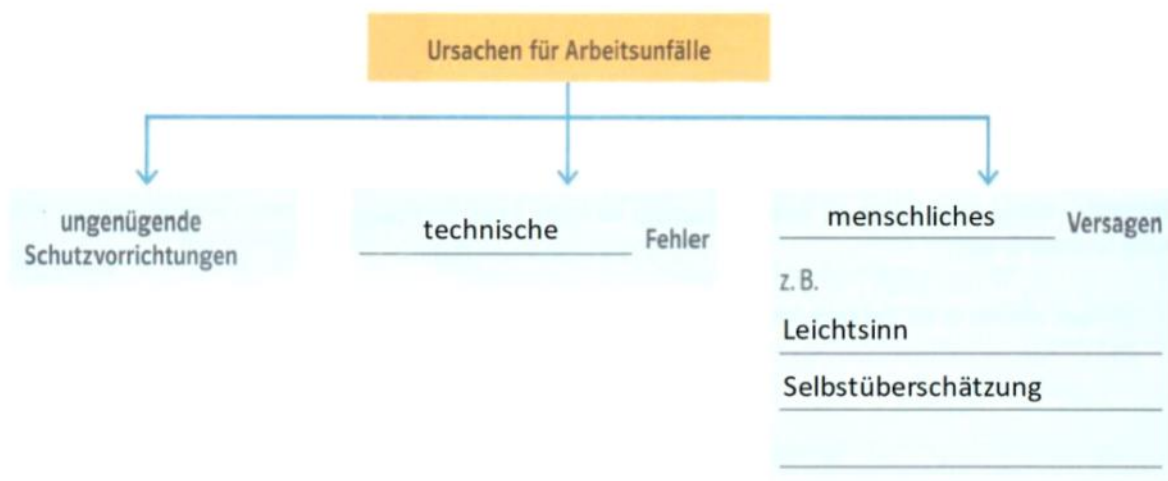 Ursachen für Arbeitsunfälle
ungenügende
Schutzvorrichtungen
technische Fehler
menschliches Versagen
z. B.
Leichtsinn
Selbstüberschätzung